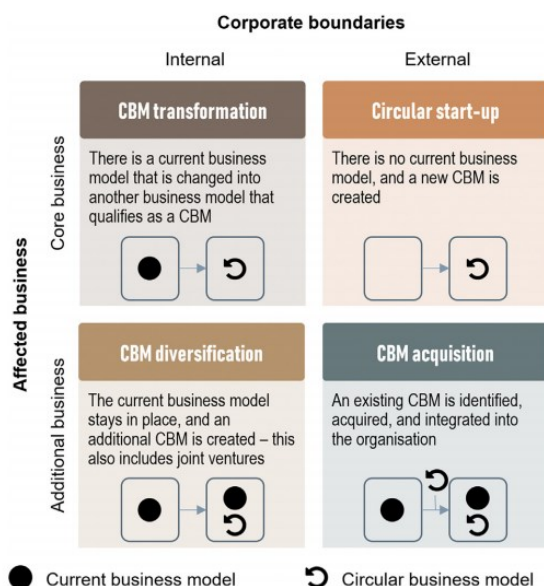 Corporate boundaries
Internal
External
Affected business
Core business
CBM transformation
There is a current business
model that is changed into
another business model that
qualifies as a CBM
Circular start-up
There is no current business
model, and a new CBM is
created
Additional business
CBM diversification
The current business model
stays in place, and an
additional CBM is created – this
also includes joint ventures
CBM acquisition
An existing CBM is identified,
acquired, and integrated into
the organisation
Current business model
Circular business model